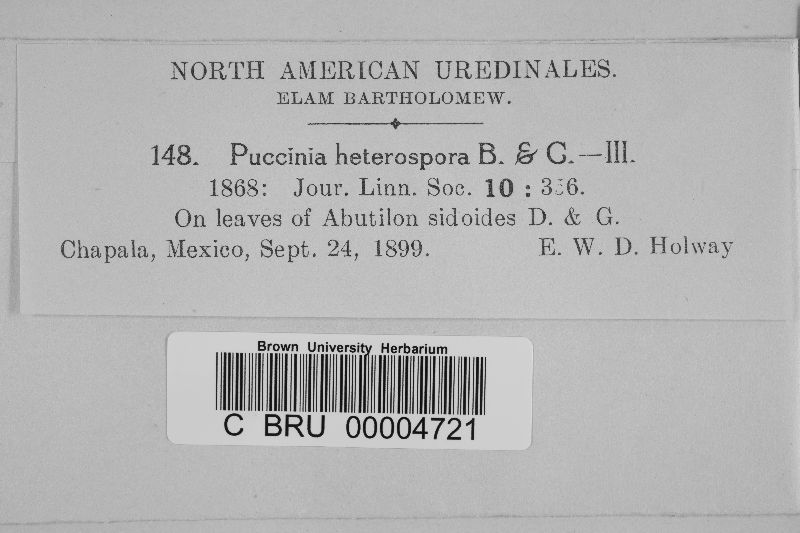 NORTH AMERICAN UREDINALES.
ELAM BARTHOLOMEW.
148. Puccinia heterospora B. & C.—III.
1868: Jour. Linn. Soc. 10 :
On leaves of Abutilon sidoides D. & G.
Chapala, Mexico, Sept. 24, 1899. E. W. D. Holway
Brown University Herbarium
C BRU 00004721